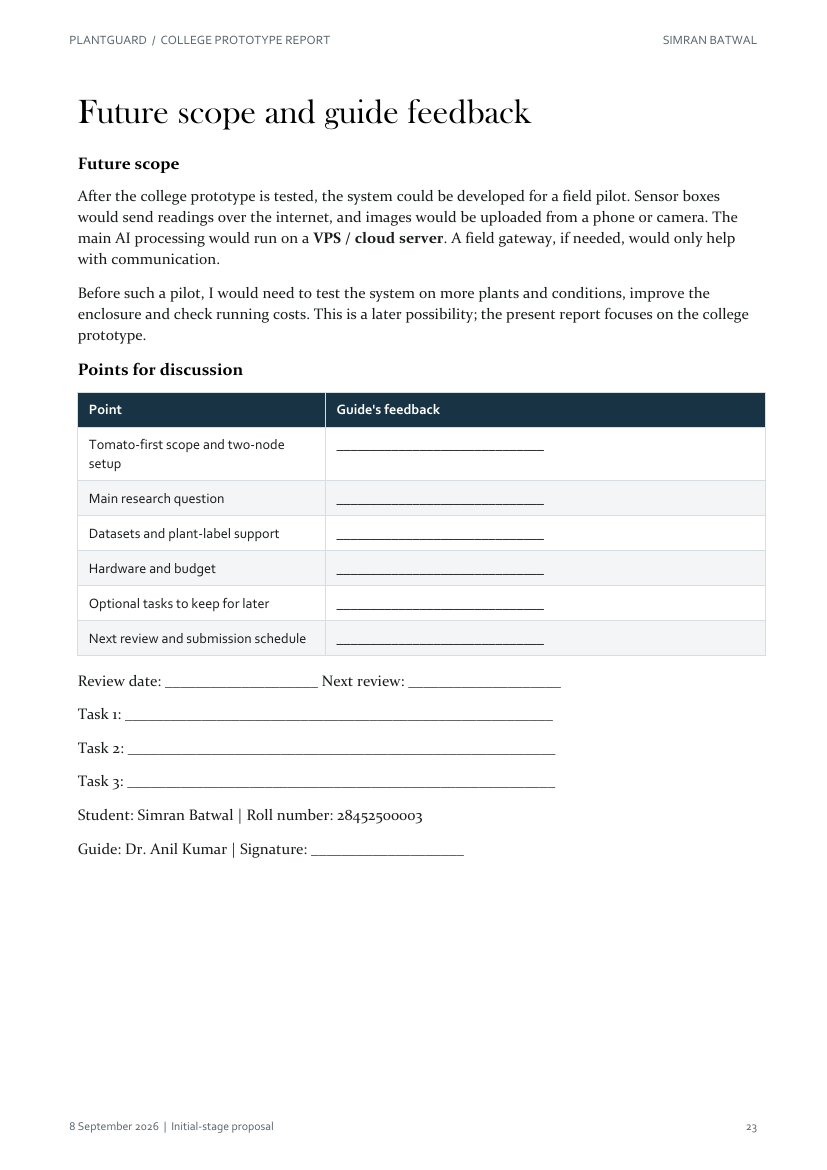 PLANTGUARD / COLLEGE PROTOTYPE REPORT SIMRAN BATWAL
Future scope and guide feedback
Future scope
After the college prototype is tested, the system could be developed for a field pilot. Sensor boxes
would send readings over the internet, and images would be uploaded from a phone or camera. The
main AI processing would run on a VPS / cloud server. A field gateway, if needed, would only help
with communication.
Before such a pilot, I would need to test the system on more plants and conditions, improve the
enclosure and check running costs. This is a later possibility; the present report focuses on the college
prototype.
Points for discussion
Point Guide's feedback
Tomato-first scope and two-node
setup ______________________________
Main research question ______________________________
Datasets and plant-label support ______________________________
Hardware and budget ______________________________
Optional tasks to keep for later ______________________________
Next review and submission schedule ______________________________
Review date: ____________________ Next review: ____________________
Task 1: ________________________________________________________
Task 2: ________________________________________________________
Task 3: ________________________________________________________
Student: Simran Batwal | Roll number: 28452500003
Guide: Dr. Anil Kumar | Signature: ____________________
8 September 2026 | Initial-stage proposal 23